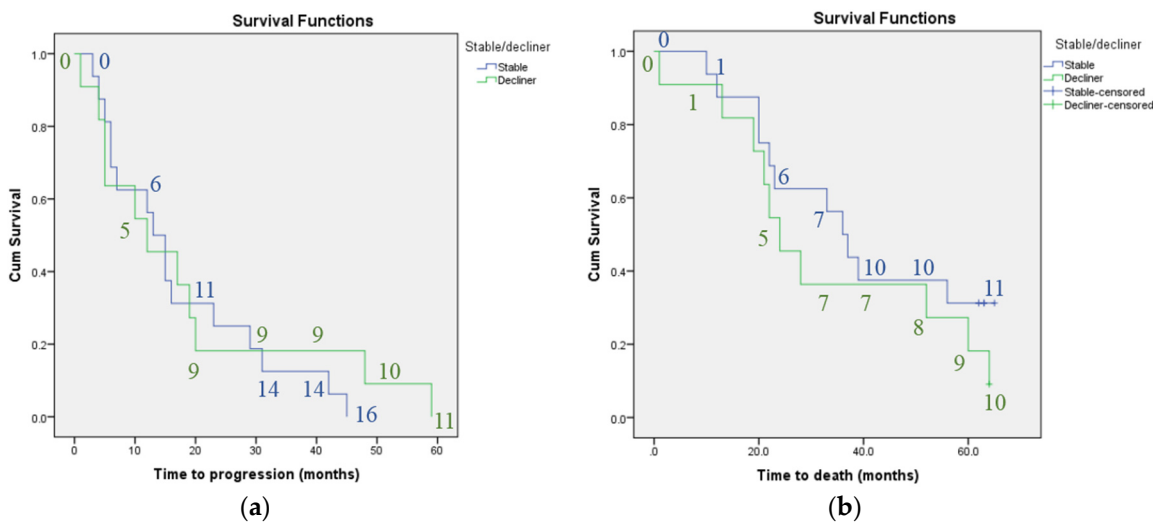 Survival Functions
Stable/decliner
Stable
Decliner
Cum Survival
1.0
0.8
0.6
0.4
0.2
0.0
0 0
6
5
11
9 9
9
14 14
10
16 11
0 10 20 30 40 50 60
Time to progression (months)
(a)
Survival Functions
Stable/decliner
Stable
Decliner
Stable-censored
Decliner-censored
Cum Survival
1.0
0.8
0.6
0.4
0.2
0.0
0
0
1
1
6
7
5
10 10
11
7 7
8
9
10
.0 20.0 40.0 60.0
Time to death (months)
(b)